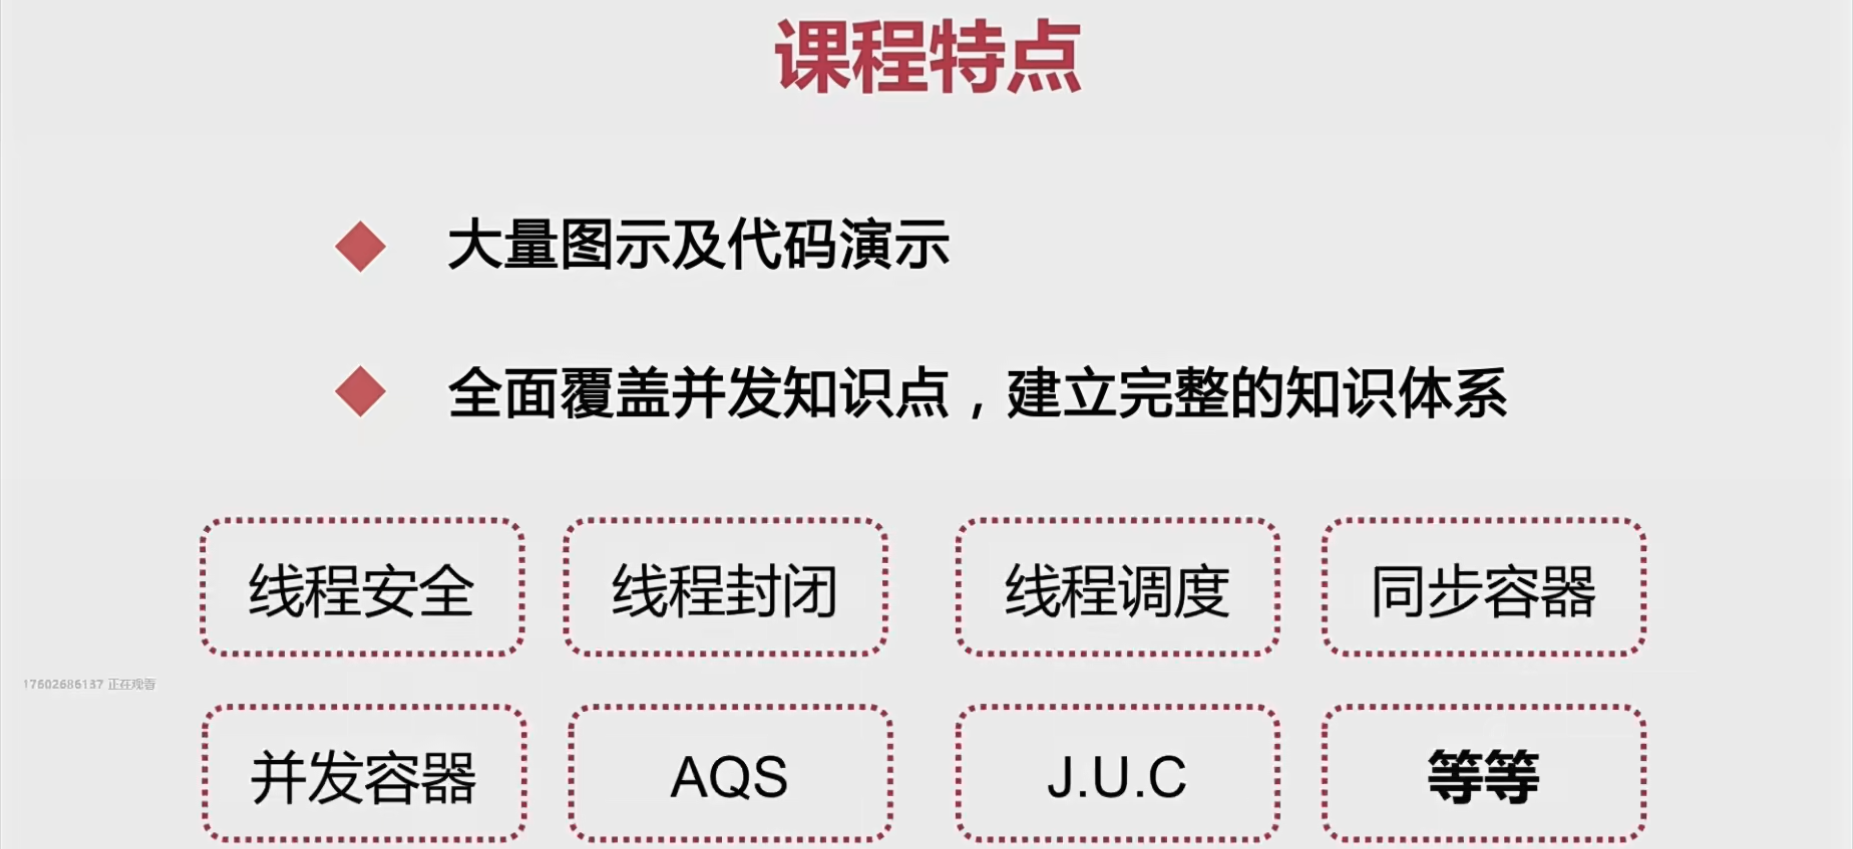 课程特点
大量图示及代码演示
全面覆盖并发知识点，建立完整的知识体系
线程安全 线程封闭 线程调度 同步容器
17602686137 正在观看
并发容器 AQS J.U.C 等等